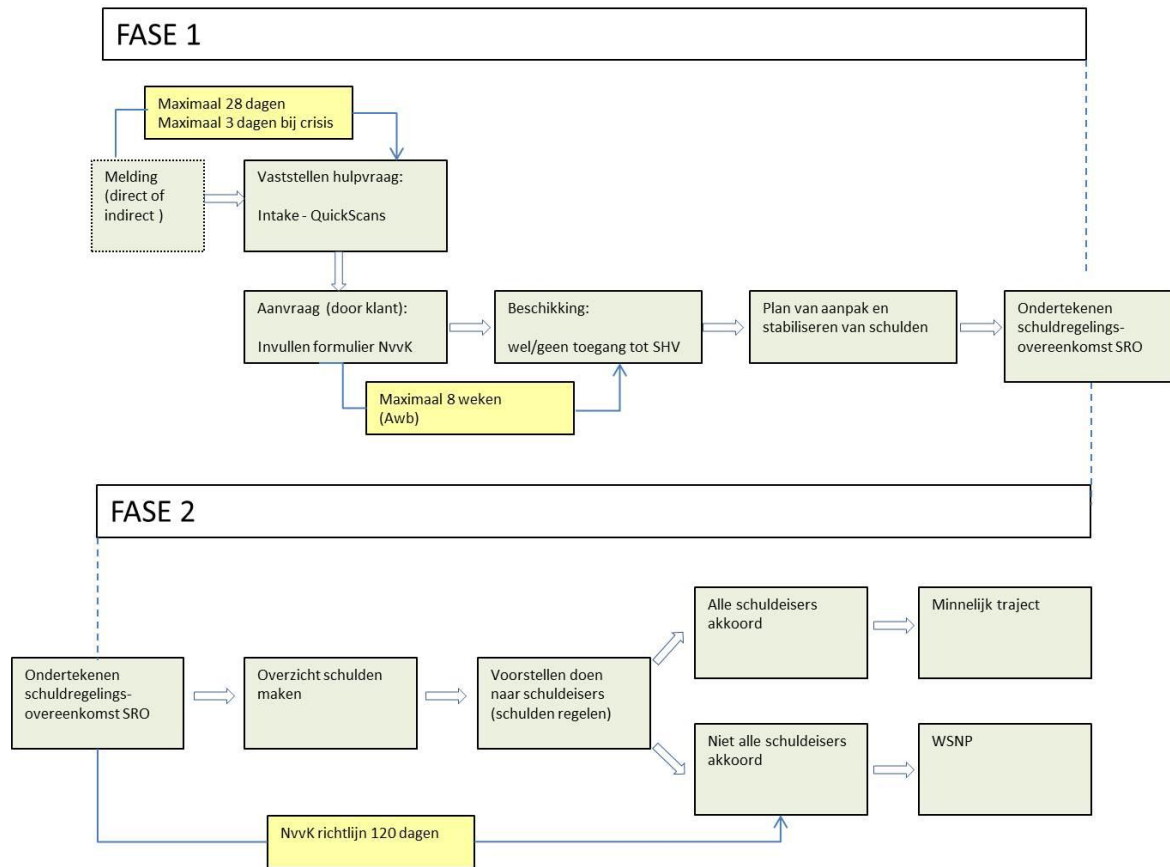 FASE 1
Maximaal 28 dagen
Maximaal 3 dagen bij crisis
Melding
(direct of
indirect )
Vaststellen hulpvraag:
Intake - QuickScans
Aanvraag (door klant):
Invullen formulier NvvK
Beschikking:
wel/geen toegang tot SHV
Plan van aanpak en
stabiliseren van schulden
Ondertekenen
schuldregelings-
overeenkomst SRO
Maximaal 8 weken
(Awb)
FASE 2
Ondertekenen
schuldregelings-
overeenkomst SRO
Overzicht schulden
maken
Voorstellen doen
naar schuldeisers
(schulden regelen)
Alle schuldeisers
akkoord
Minnelijk traject
Niet alle schuldeisers
akkoord
WSNP
NvvK richtlijn 120 dagen